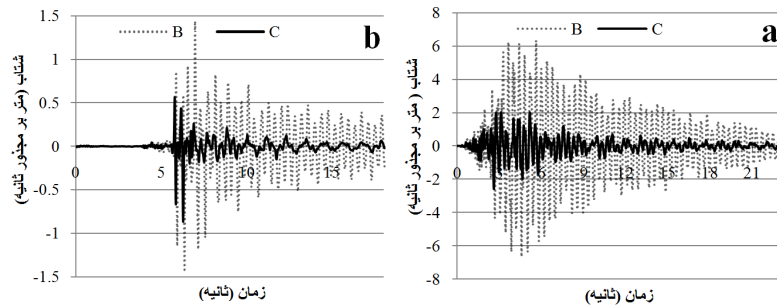 b
B C
شتاب (متر بر مجذور ثانیه)
1.5
1
0.5
0
-0.5
-1
-1.5
0 5 10 15
زمان (ثانیه)
a
B C
شتاب ( متر بر مجذور ثانیه)
8
6
4
2
0
-2
-4
-6
-8
0 3 6 9 12 15 18 21
زمان (ثانیه)